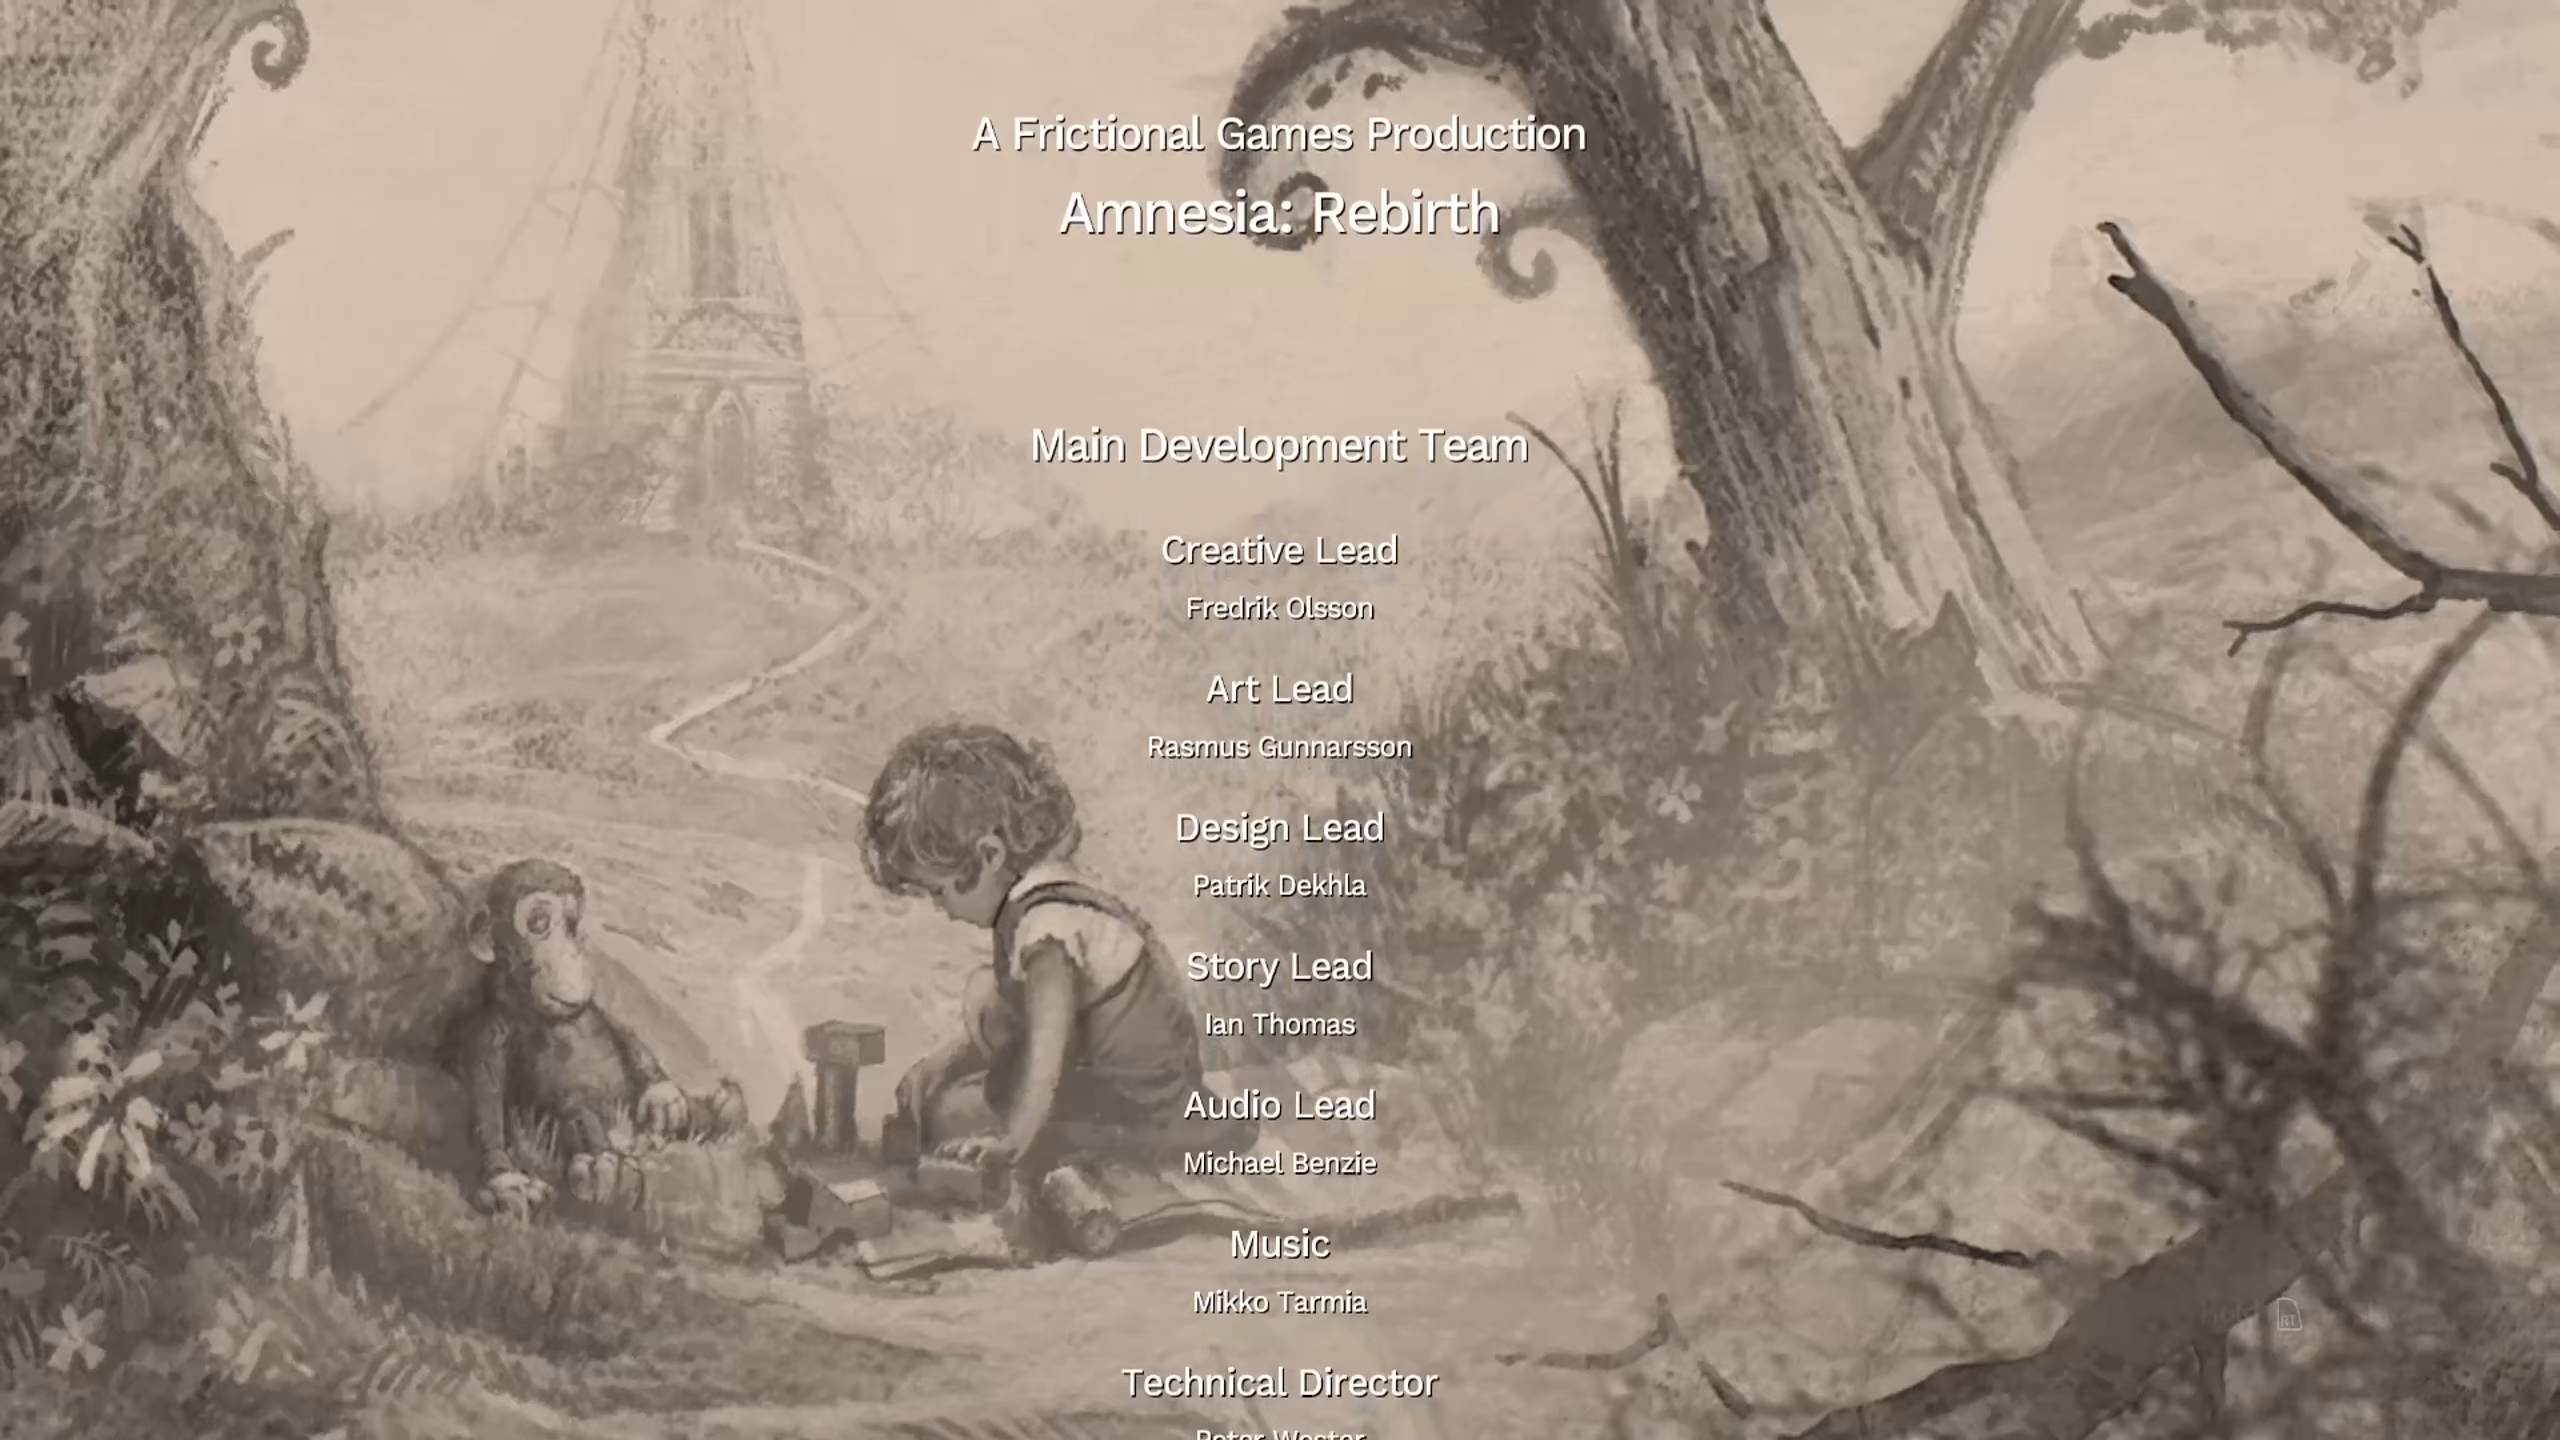 A Frictional Games Production
Amnesia: Rebirth
Main Development Team
Creative Lead
Fredrik Olsson
Art Lead
Rasmus Gunnarsson
Design Lead
Patrik Dekhla
Story Lead
Ian Thomas
Audio Lead
Michael Benzie
Music
Mikko Tarmia
RT
Technical Director